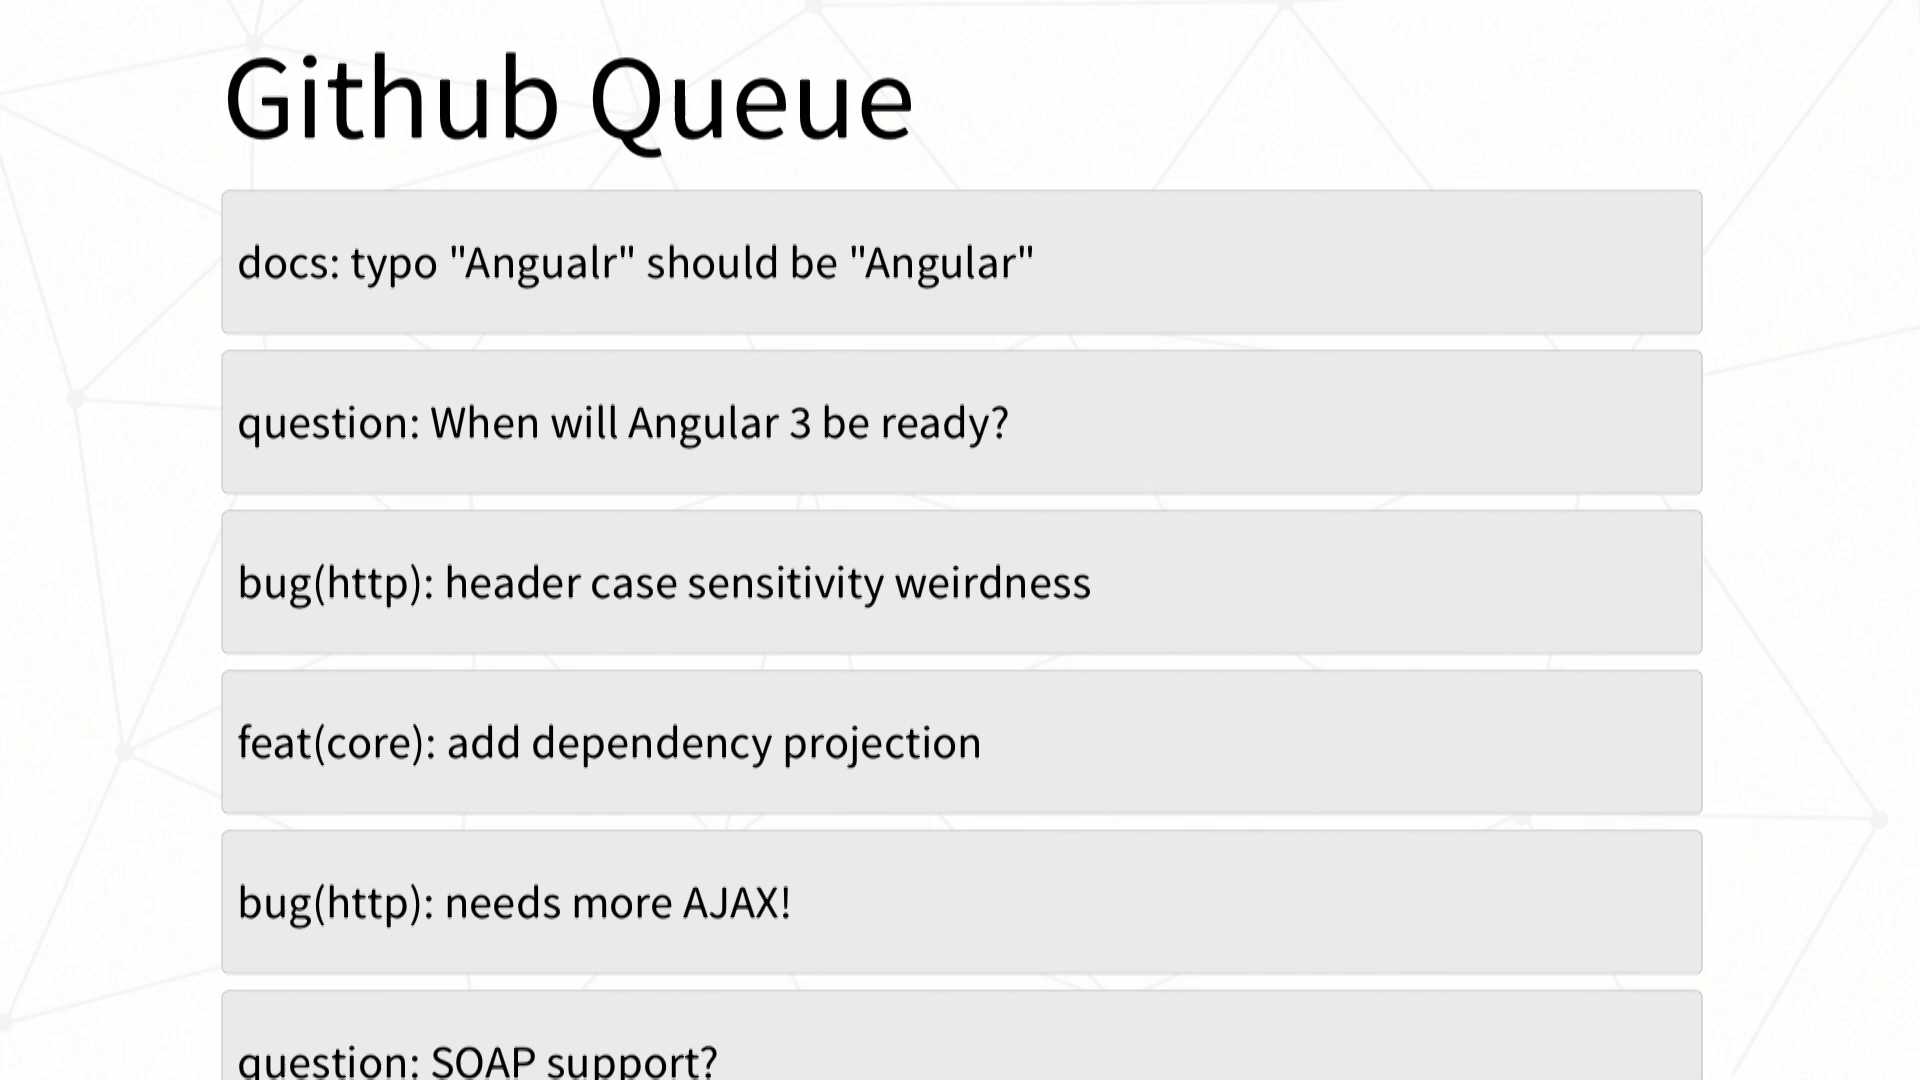 Github Queue
docs: typo "Angualr" should be "Angular"
question: When will Angular 3 be ready?
bug(http): header case sensitivity weirdness
feat(core): add dependency projection
bug(http): needs more AJAX!
question: SOAP support?